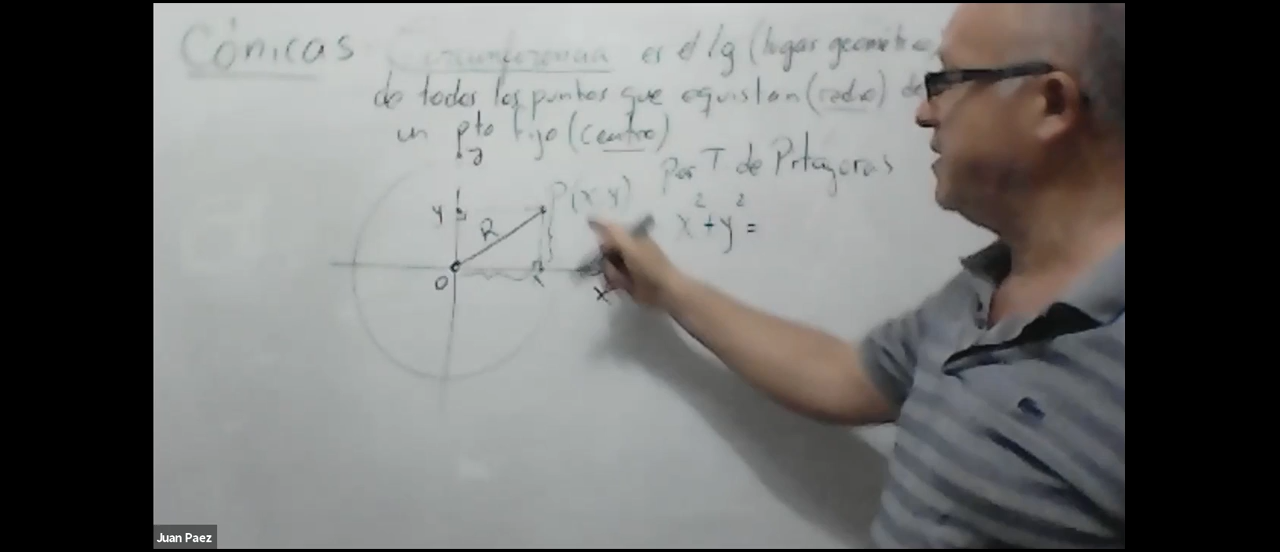 Cónicas Circunferencia es el lg (lugar geométrico
de todos los puntos que equistan (radio) de
un pto fijo (centro)
y
Por T de Pitágoras
P(x y)
x² + y² =
y
R
O
x
x
Juan Paez